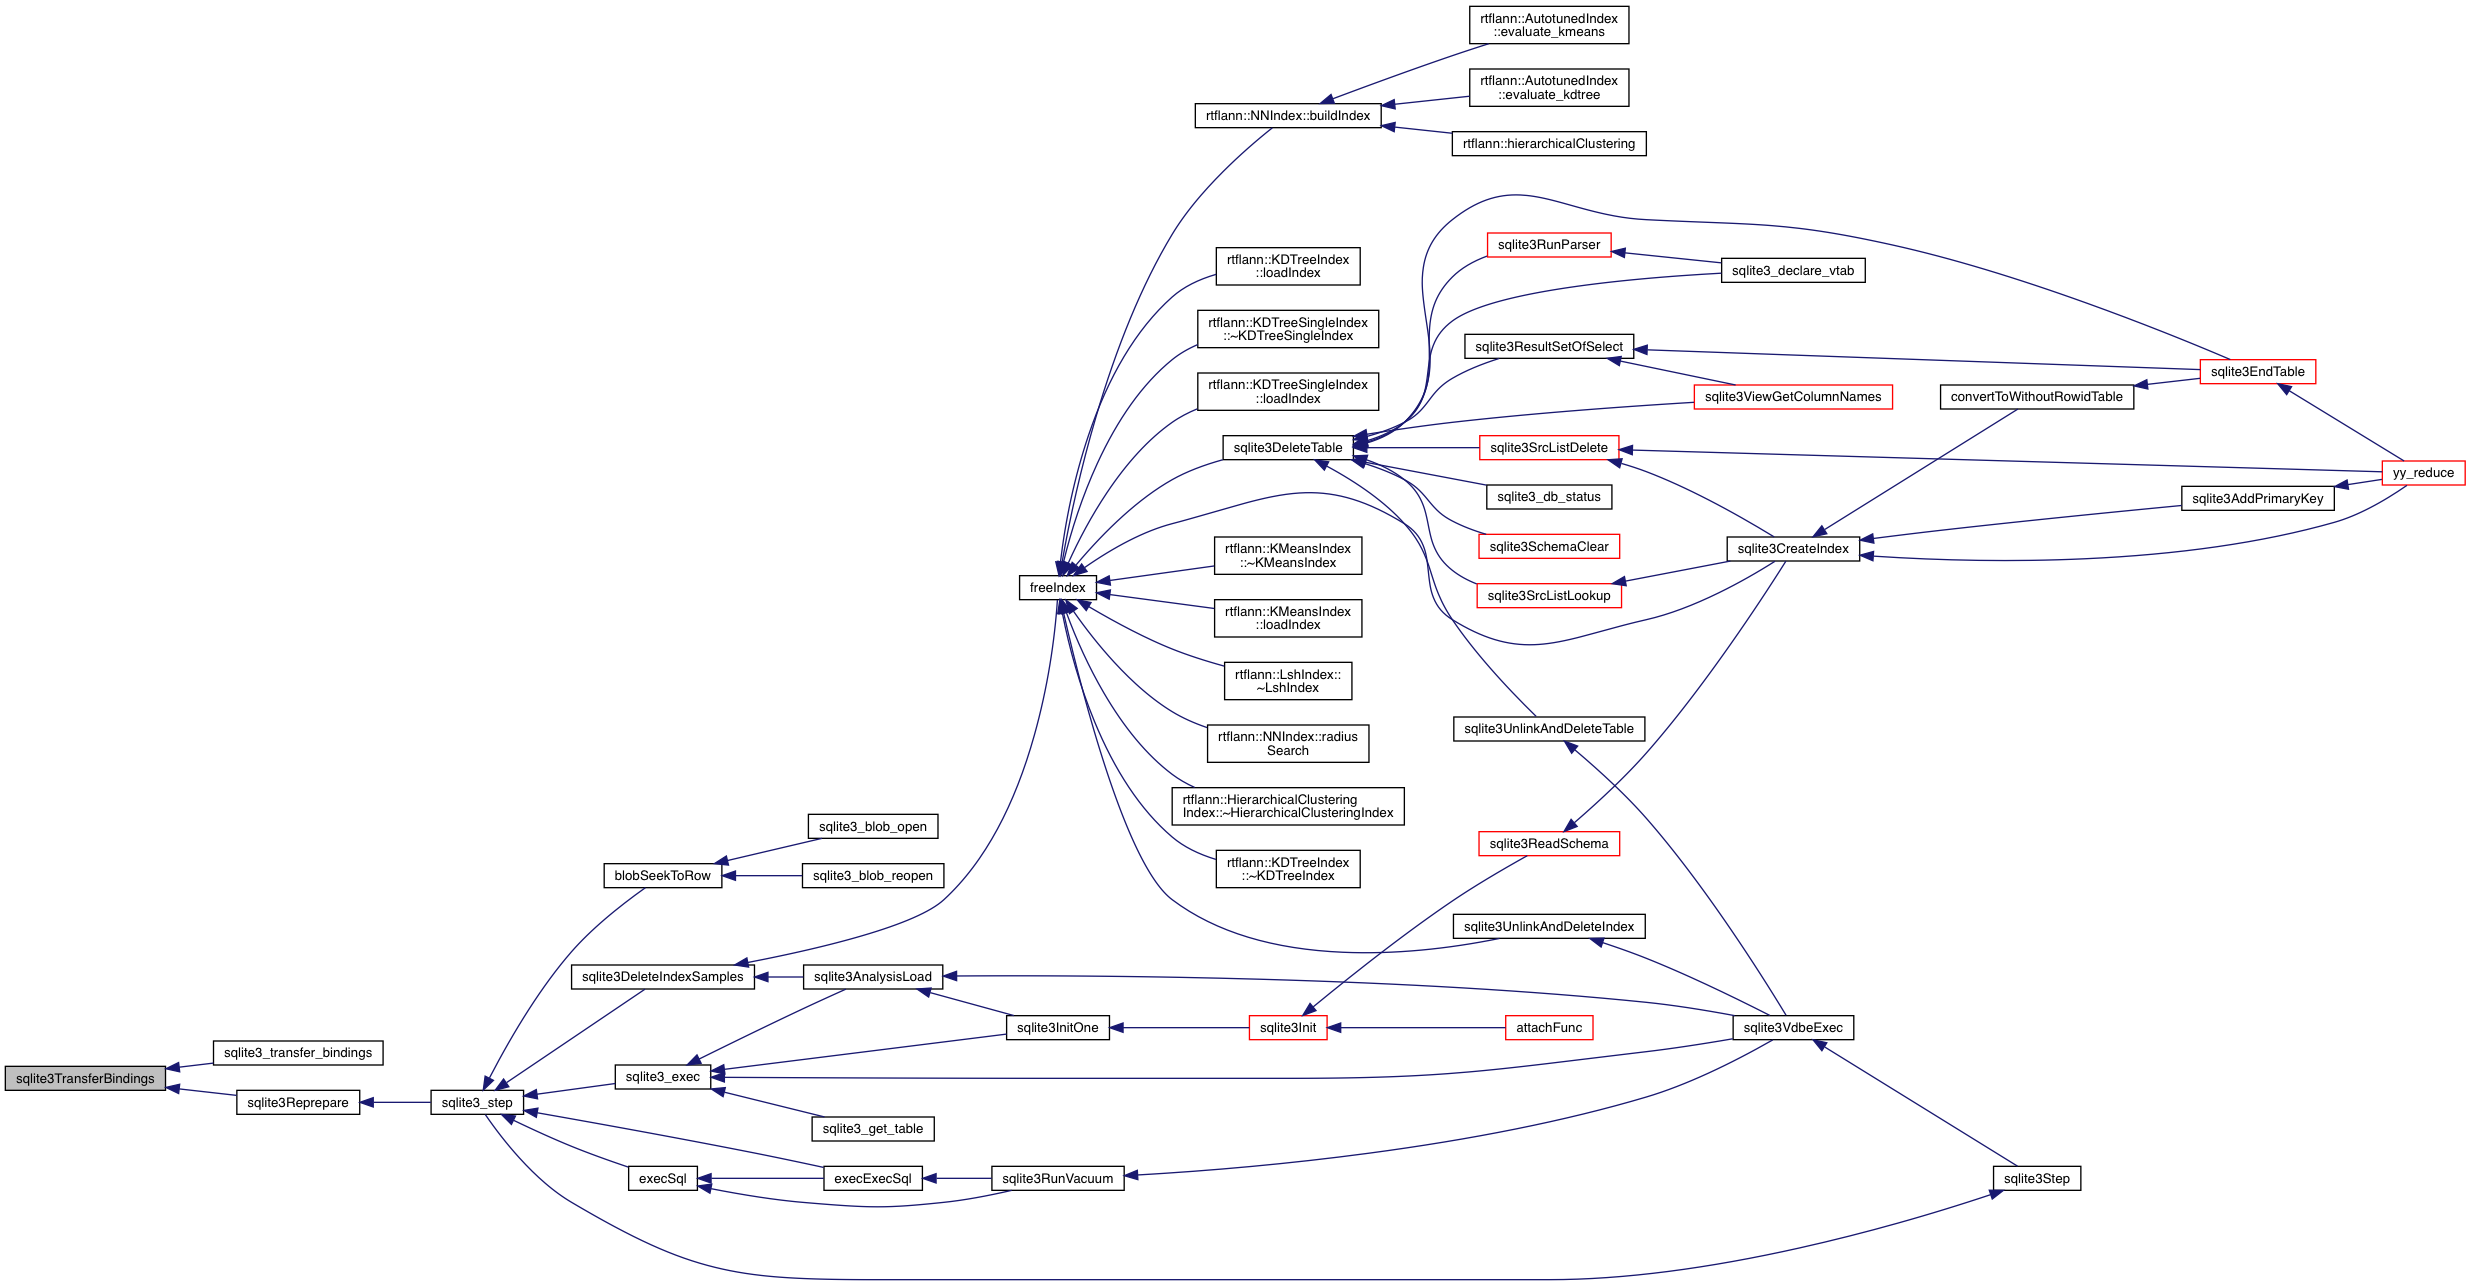 rtflann::AutotunedIndex
::evaluate_kmeans
rtflann::AutotunedIndex
::evaluate_kdtree
rtflann::NNIndex::buildIndex
rtflann::hierarchicalClustering
sqlite3RunParser
rtflann::KDTreeIndex
::loadIndex
sqlite3_declare_vtab
rtflann::KDTreeSingleIndex
::~KDTreeSingleIndex
sqlite3ResultSetOfSelect
sqlite3EndTable
rtflann::KDTreeSingleIndex
::loadIndex
sqlite3ViewGetColumnNames
convertToWithoutRowidTable
sqlite3DeleteTable
sqlite3SrcListDelete
yy_reduce
sqlite3_db_status
sqlite3AddPrimaryKey
rtflann::KMeansIndex
::~KMeansIndex
sqlite3SchemaClear
sqlite3CreateIndex
freeIndex
sqlite3SrcListLookup
rtflann::KMeansIndex
::loadIndex
rtflann::LshIndex::
~LshIndex
rtflann::NNIndex::radius
Search
sqlite3UnlinkAndDeleteTable
rtflann::HierarchicalClustering
Index::~HierarchicalClusteringIndex
sqlite3_blob_open
sqlite3ReadSchema
blobSeekToRow
sqlite3_blob_reopen
rtflann::KDTreeIndex
::~KDTreeIndex
sqlite3UnlinkAndDeleteIndex
sqlite3DeleteIndexSamples
sqlite3AnalysisLoad
sqlite3InitOne
sqlite3Init
attachFunc
sqlite3VdbeExec
sqlite3_transfer_bindings
sqlite3TransferBindings
sqlite3_exec
sqlite3Reprepare
sqlite3_step
sqlite3_get_table
execSql
execExecSql
sqlite3RunVacuum
sqlite3Step